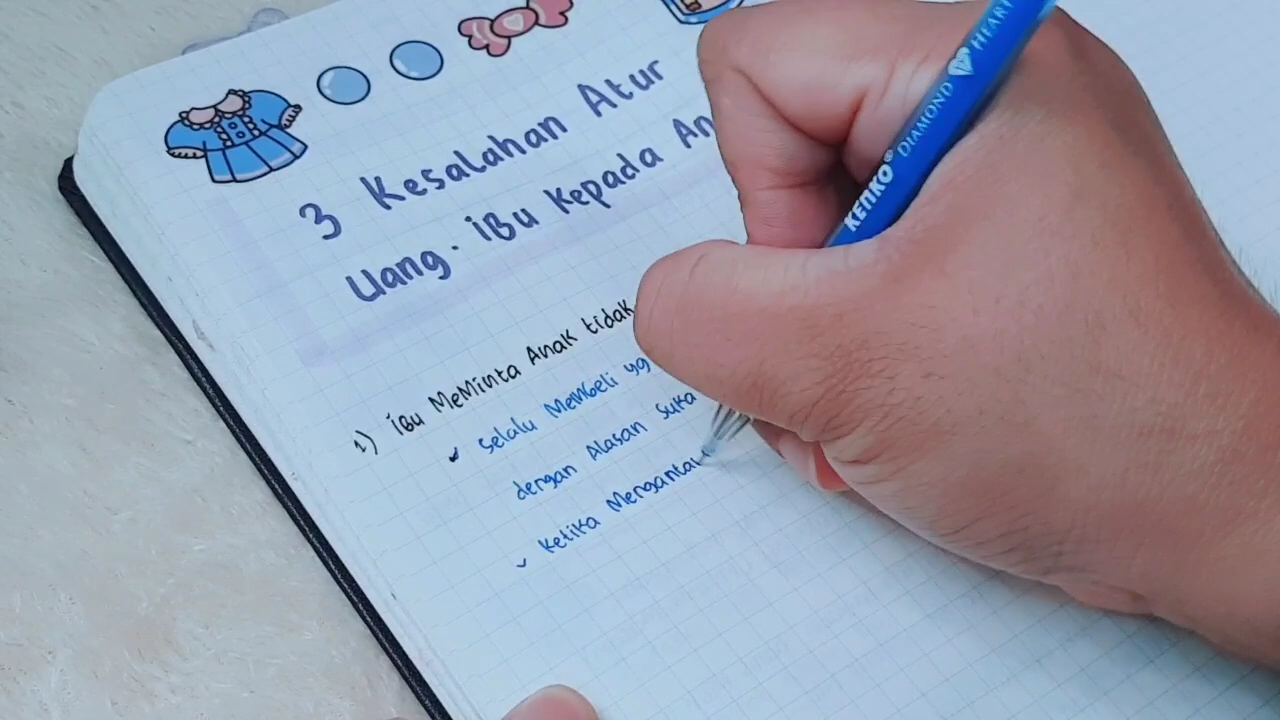 3 Kesalahan Atur
Uang. iBu Kepada An
1) iBu MeMinta Anak tidak
selalu Membeli yg
dengan Alasan Suka
Ketika Mengantar
KENKO® DIAMOND HEART